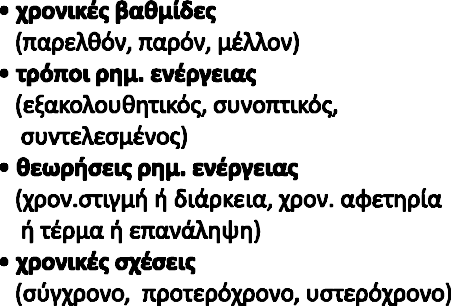 • χρονικές βαθμίδες
(παρελθόν, παρόν, μέλλον)
• τρόποι ρημ. ενέργειας
(εξακολουθητικός, συνοπτικός,
συντελεσμένος)
• θεωρήσεις ρημ. ενέργειας
(χρον.στιγμή ή διάρκεια, χρον. αφετηρία
ή τέρμα ή επανάληψη)
• χρονικές σχέσεις
(σύγχρονο, προτερόχρονο, υστερόχρονο)